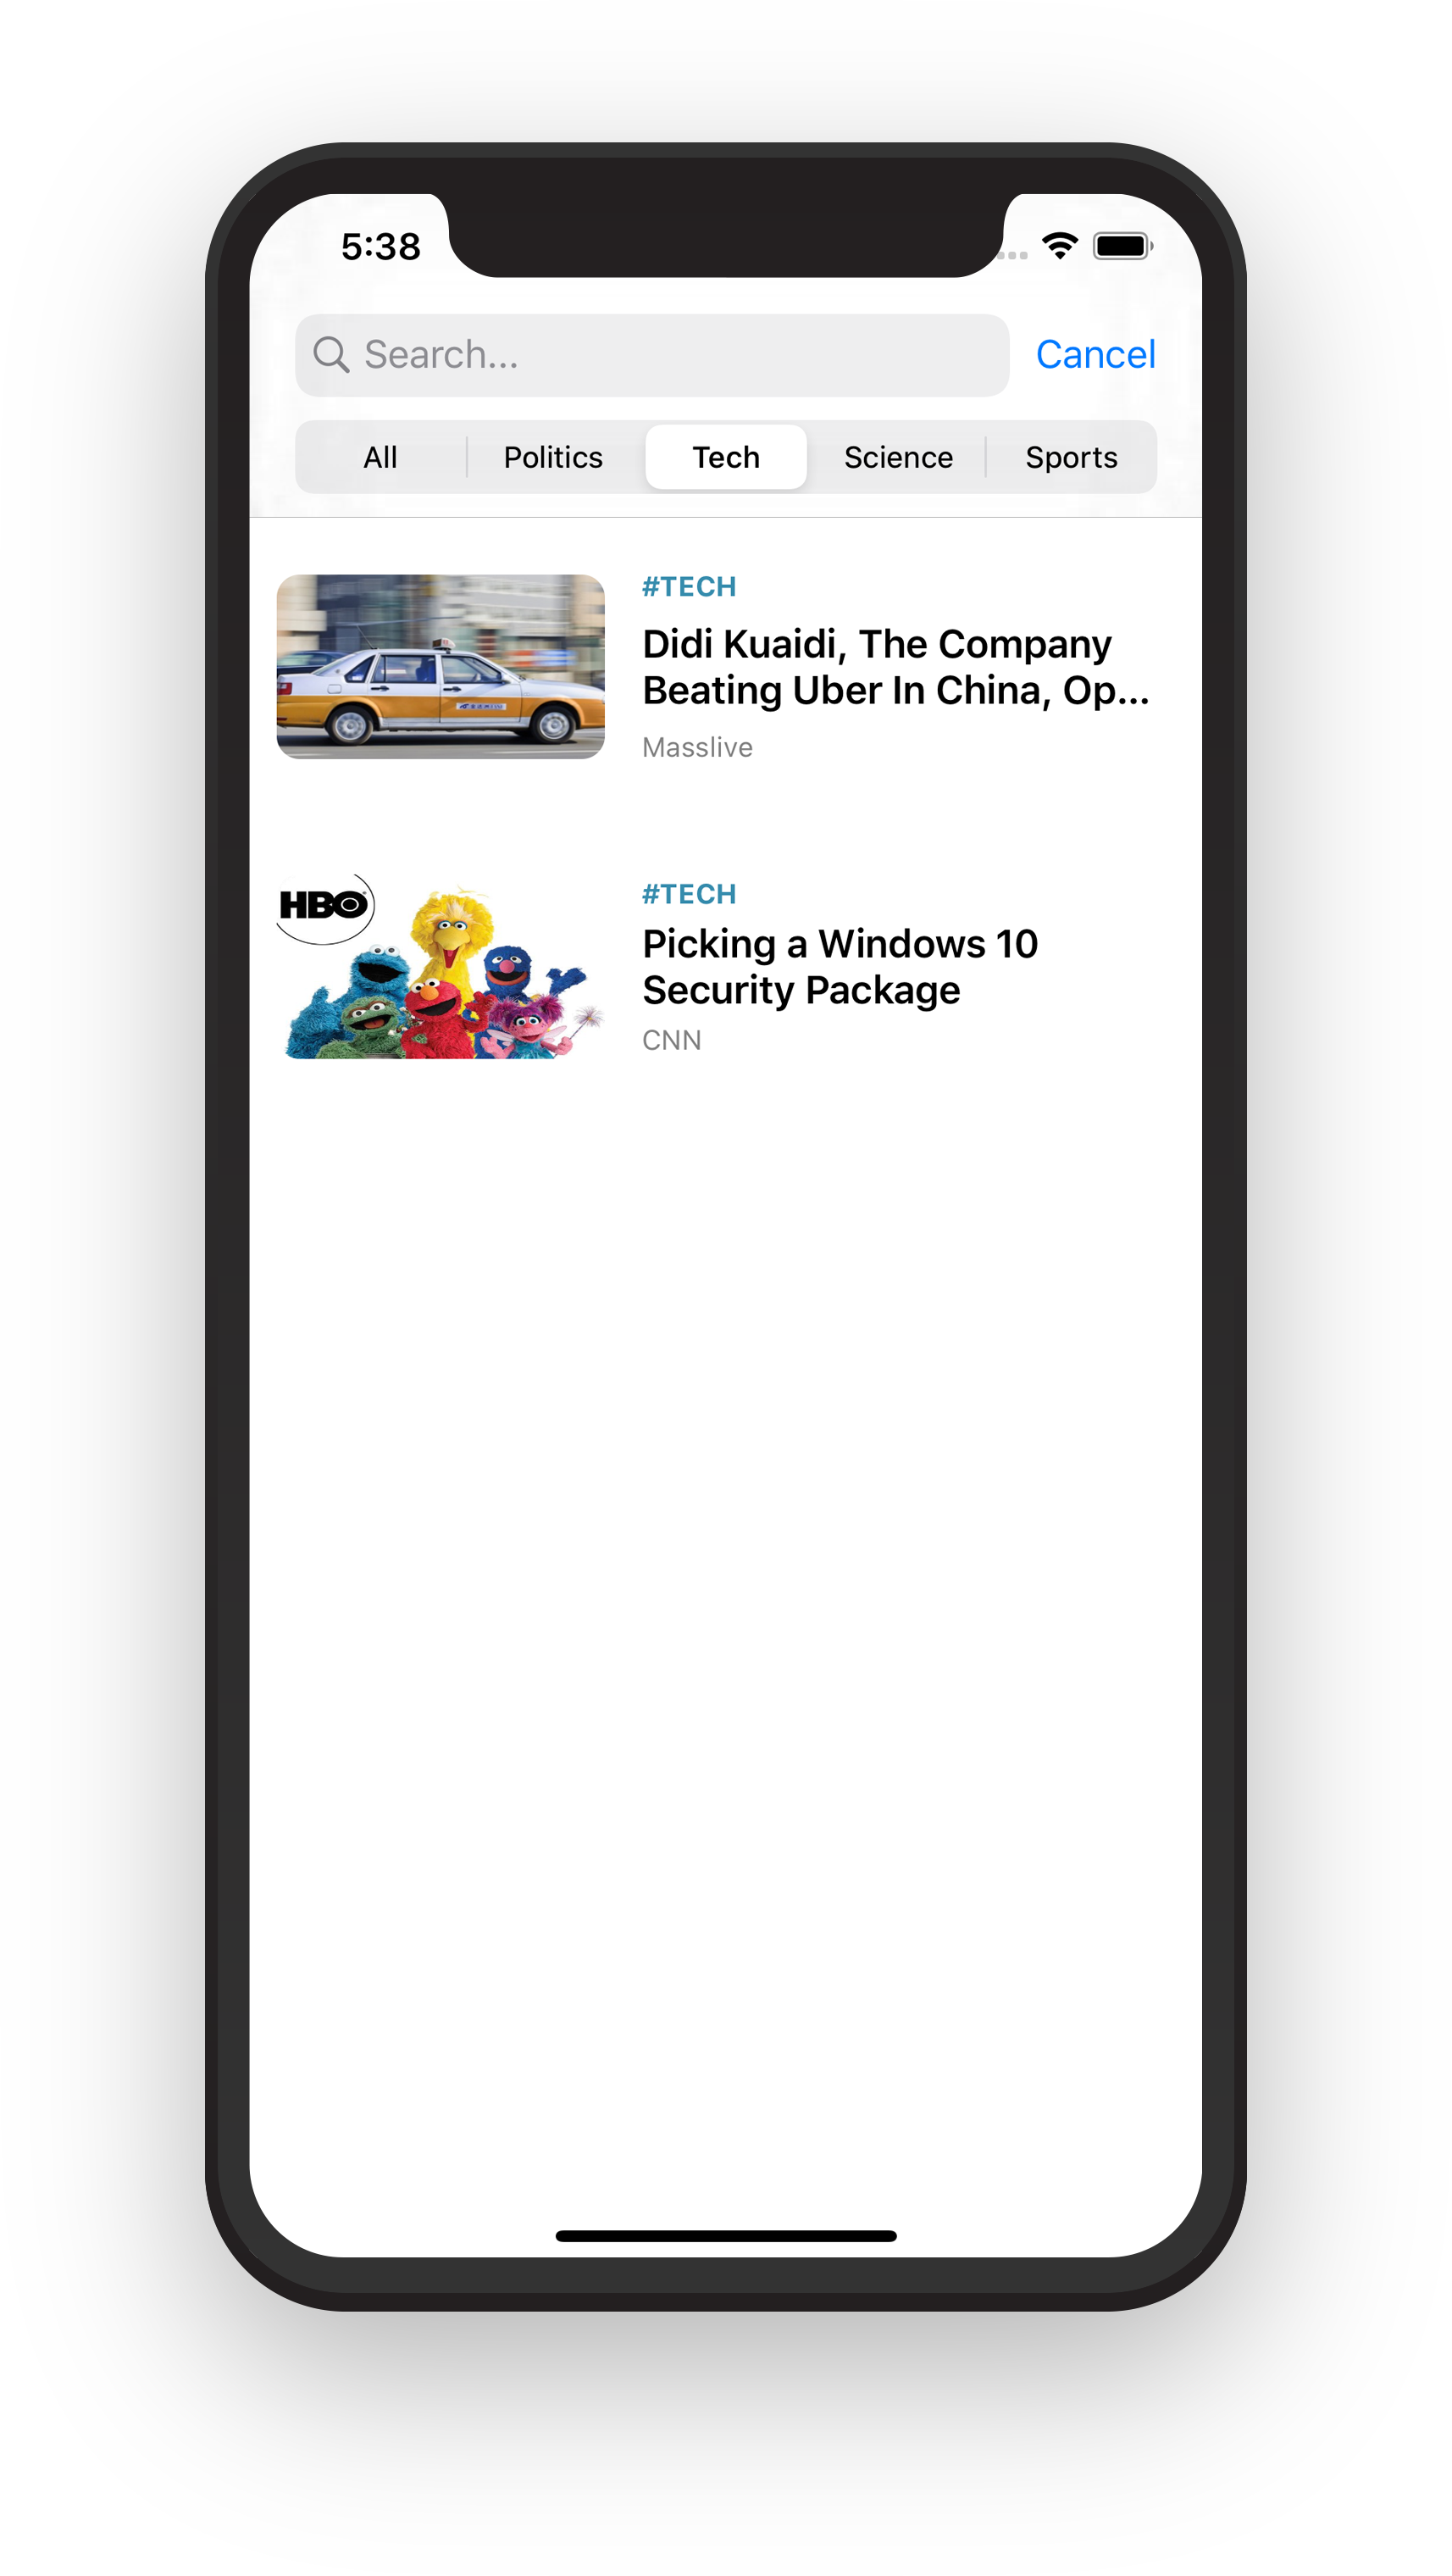 5:38
Search...
Cancel
All
Politics
Tech
Science
Sports
#TECH
Didi Kuaidi, The Company
Beating Uber In China, Op...
Masslive
HBO
#TECH
Picking a Windows 10
Security Package
CNN